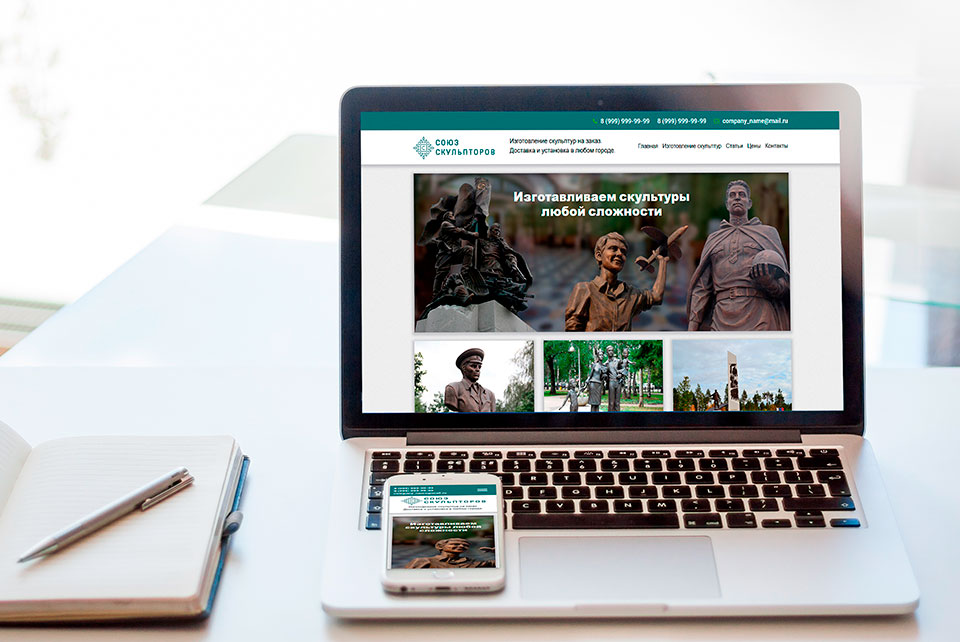 8 (999) 999-99-99 8 (999) 999-99-99 company_name@mail.ru
СОЮЗ
СКУЛЬПТОРОВ
Изготовление скульптур на заказ.
Доставка и установка в любом городе.
Главная Изготовление скульптур Статьи Цены Контакты
Изготавливаем скультуры
любой сложности
СОЮЗ
СКУЛЬПТОРОВ
Изготавливаем
скультуры любой
сложности